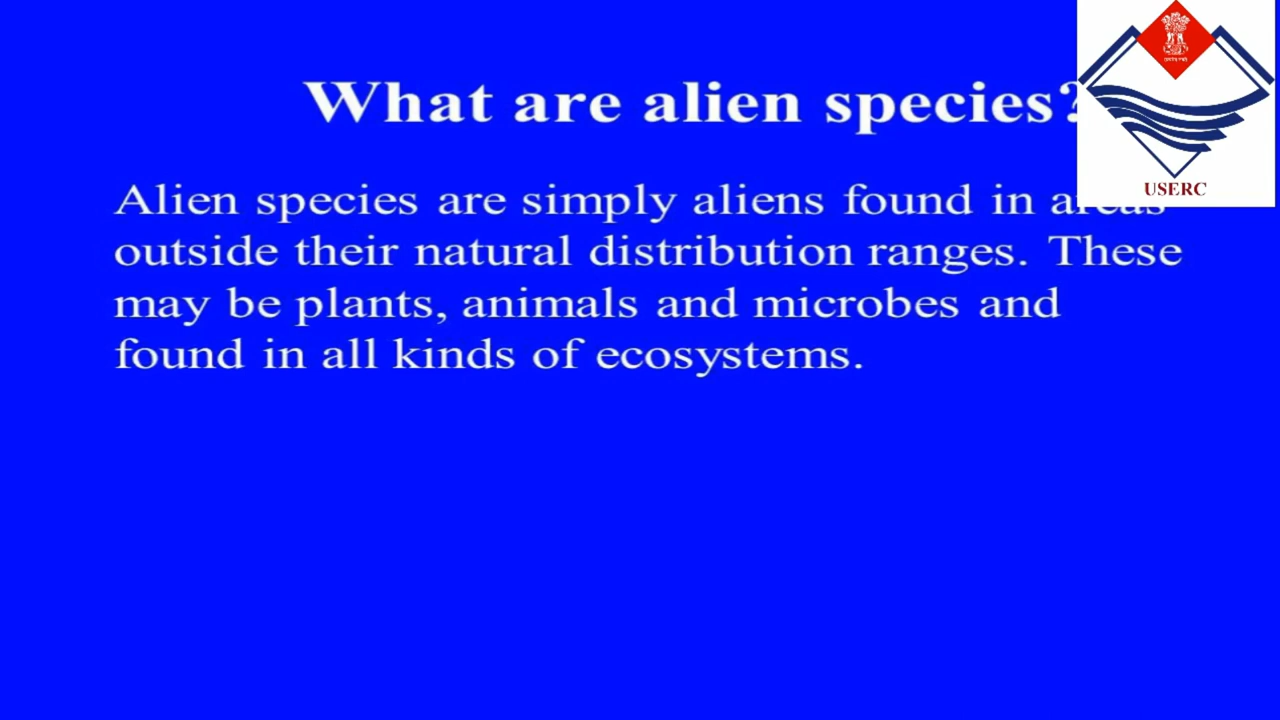 What are alien species?
USERC
Alien species are simply aliens found in areas
outside their natural distribution ranges. These
may be plants, animals and microbes and
found in all kinds of ecosystems.